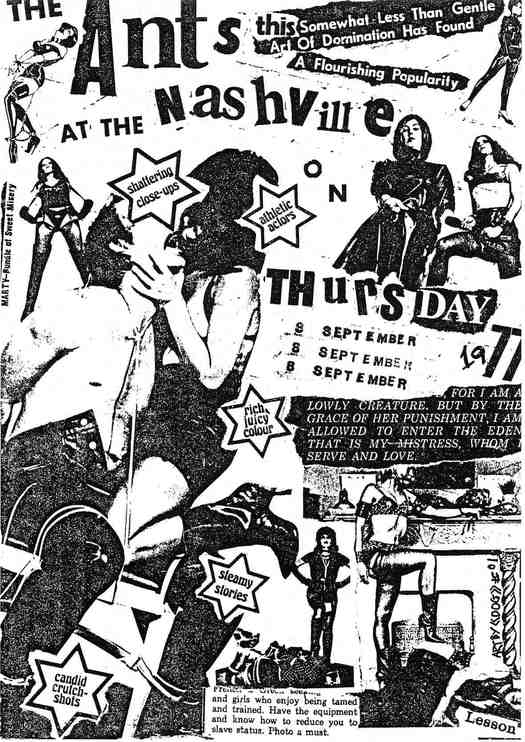 THE
Ants
this Somewhat Less Than Gentle
Art Of Domination Has Found
A Flourishing Popularity
AT THE Nashville
ON
shattering
close-ups
athletic
actors
MARTY-Rundle of Sweet Misery
THursDAY
8 SEPTEMBER
8 SEPTEMBER
8 SEPTEMBER
1977
FOR I AM A
LOWLY CREATURE. BUT BY THE
GRACE OF HER PUNISHMENT, I AM
ALLOWED TO ENTER THE EDEN
THAT IS MY MISTRESS, WHOM I
SERVE AND LOVE.
rich,
juicy
colour
steamy
stories
candid
crutch-
shots
and girls who enjoy being tamed
and trained. Have the equipment
and know how to reduce you to
slave status. Photo a must.
Lesson